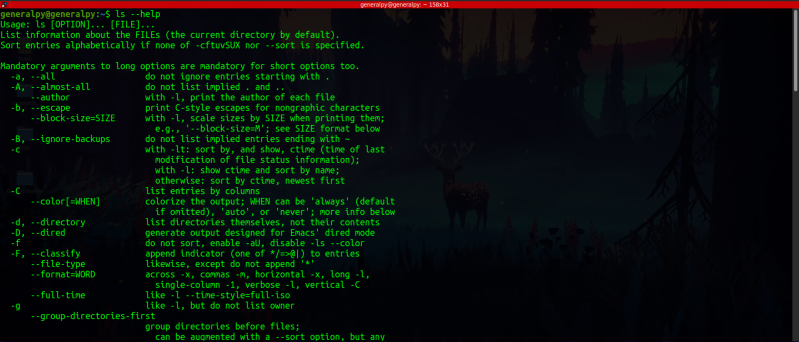 generalpy@generalpy: ~ 158x31
generalpy@generalpy:~$ ls --help
Usage: ls [OPTION]... [FILE]...
List information about the FILEs (the current directory by default).
Sort entries alphabetically if none of -cftuvSUX nor --sort is specified.

Mandatory arguments to long options are mandatory for short options too.
  -a, --all                  do not ignore entries starting with .
  -A, --almost-all           do not list implied . and ..
      --author               with -l, print the author of each file
  -b, --escape               print C-style escapes for nongraphic characters
      --block-size=SIZE      with -l, scale sizes by SIZE when printing them;
                               e.g., '--block-size=M'; see SIZE format below
  -B, --ignore-backups       do not list implied entries ending with ~
  -c                         with -lt: sort by, and show, ctime (time of last
                               modification of file status information);
                               with -l: show ctime and sort by name;
                               otherwise: sort by ctime, newest first
  -C                         list entries by columns
      --color[=WHEN]         colorize the output; WHEN can be 'always' (default
                               if omitted), 'auto', or 'never'; more info below
  -d, --directory            list directories themselves, not their contents
  -D, --dired                generate output designed for Emacs' dired mode
  -f                         do not sort, enable -aU, disable -ls --color
  -F, --classify             append indicator (one of */=>@|) to entries
      --file-type            likewise, except do not append '*'
      --format=WORD          across -x, commas -m, horizontal -x, long -l,
                               single-column -1, verbose -l, vertical -C
      --full-time            like -l --time-style=full-iso
  -g                         like -l, but do not list owner
      --group-directories-first
                             group directories before files;
                               can be augmented with a --sort option, but any